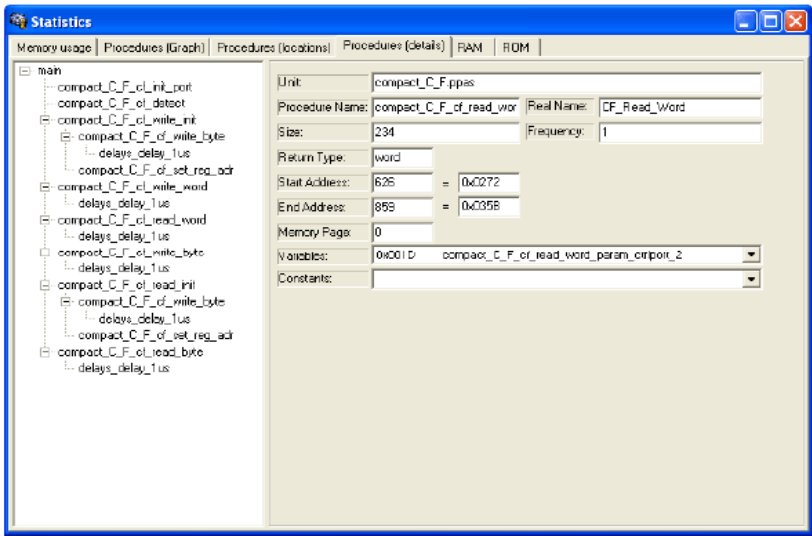 Statistics
Memory usage Procedures (Graph) Procedures (locations) Procedures (details) RAM ROM
main
compact_C_F_cf_init_port
compact_C_F_cf_detect
compact_C_F_cf_write_init
compact_C_F_cf_write_byte
delays_delay_1us
compact_C_F_cf_set_reg_adr
compact_C_F_cf_write_word
delays_delay_1us
compact_C_F_cf_read_word
delays_delay_1us
compact_C_F_cf_write_byte
delays_delay_1us
compact_C_F_cf_read_init
compact_C_F_cf_write_byte
delays_delay_1us
compact_C_F_cf_set_reg_adr
compact_C_F_cf_read_byte
delays_delay_1us
Unit: compact_C_F.ppas
Procedure Name: compact_C_F_cf_read_wor Real Name: CF_Read_Word
Size: 234 Frequency: 1
Return Type: word
Start Address: 626 = 0x0272
End Address: 859 = 0x035B
Memory Page: 0
Variables: 0x001D compact_C_F_cf_read_word_param_ctrlport_2
Constants: